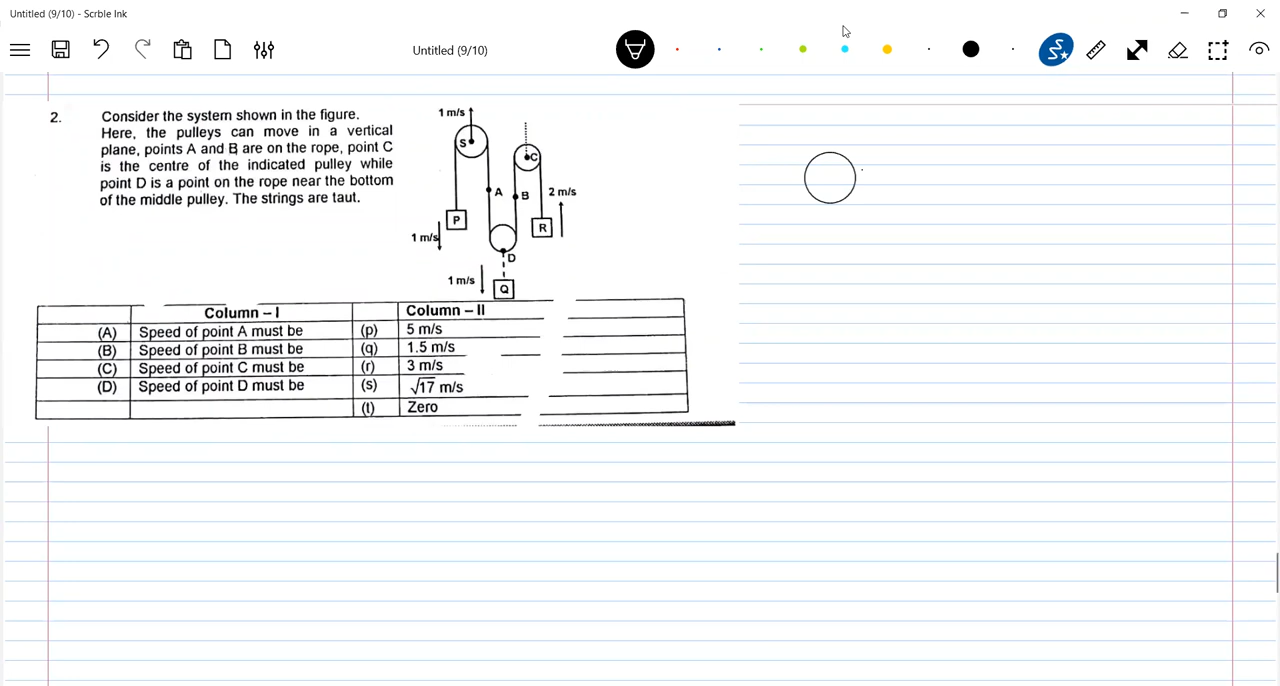 Untitled (9/10) - Scrble Ink
Untitled (9/10)
2. Consider the system shown in the figure.
Here, the pulleys can move in a vertical
plane, points A and B are on the rope, point C
is the centre of the indicated pulley while
point D is a point on the rope near the bottom
of the middle pulley. The strings are taut.
1 m/s
S
C
A
B
2 m/s
P
R
1 m/s
D
1 m/s
Q
Column – I Column – II
(A) Speed of point A must be (p) 5 m/s
(B) Speed of point B must be (q) 1.5 m/s
(C) Speed of point C must be (r) 3 m/s
(D) Speed of point D must be (s) √17 m/s
(t) Zero